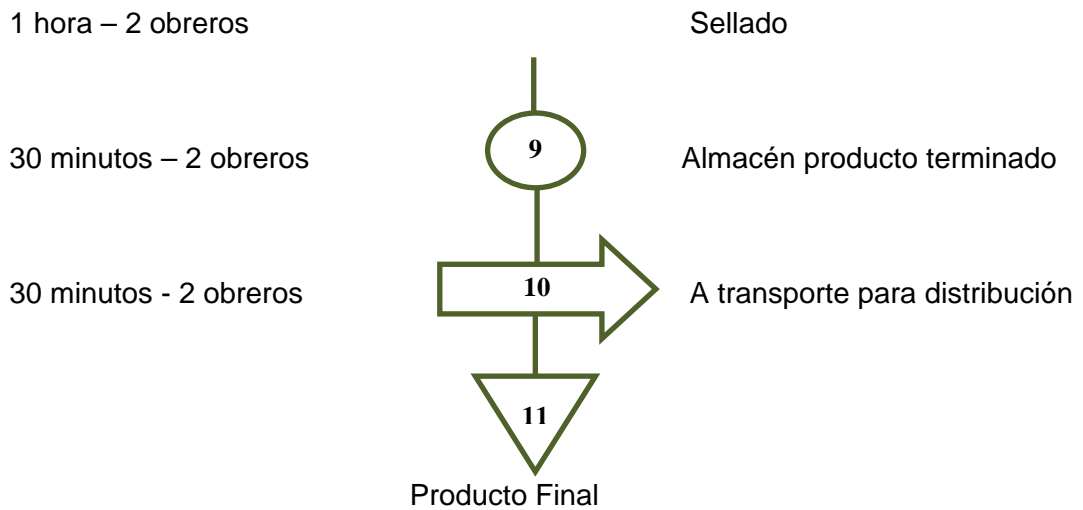 1 hora – 2 obreros Sellado
30 minutos – 2 obreros 9 Almacén producto terminado
30 minutos - 2 obreros 10 A transporte para distribución
11
Producto Final